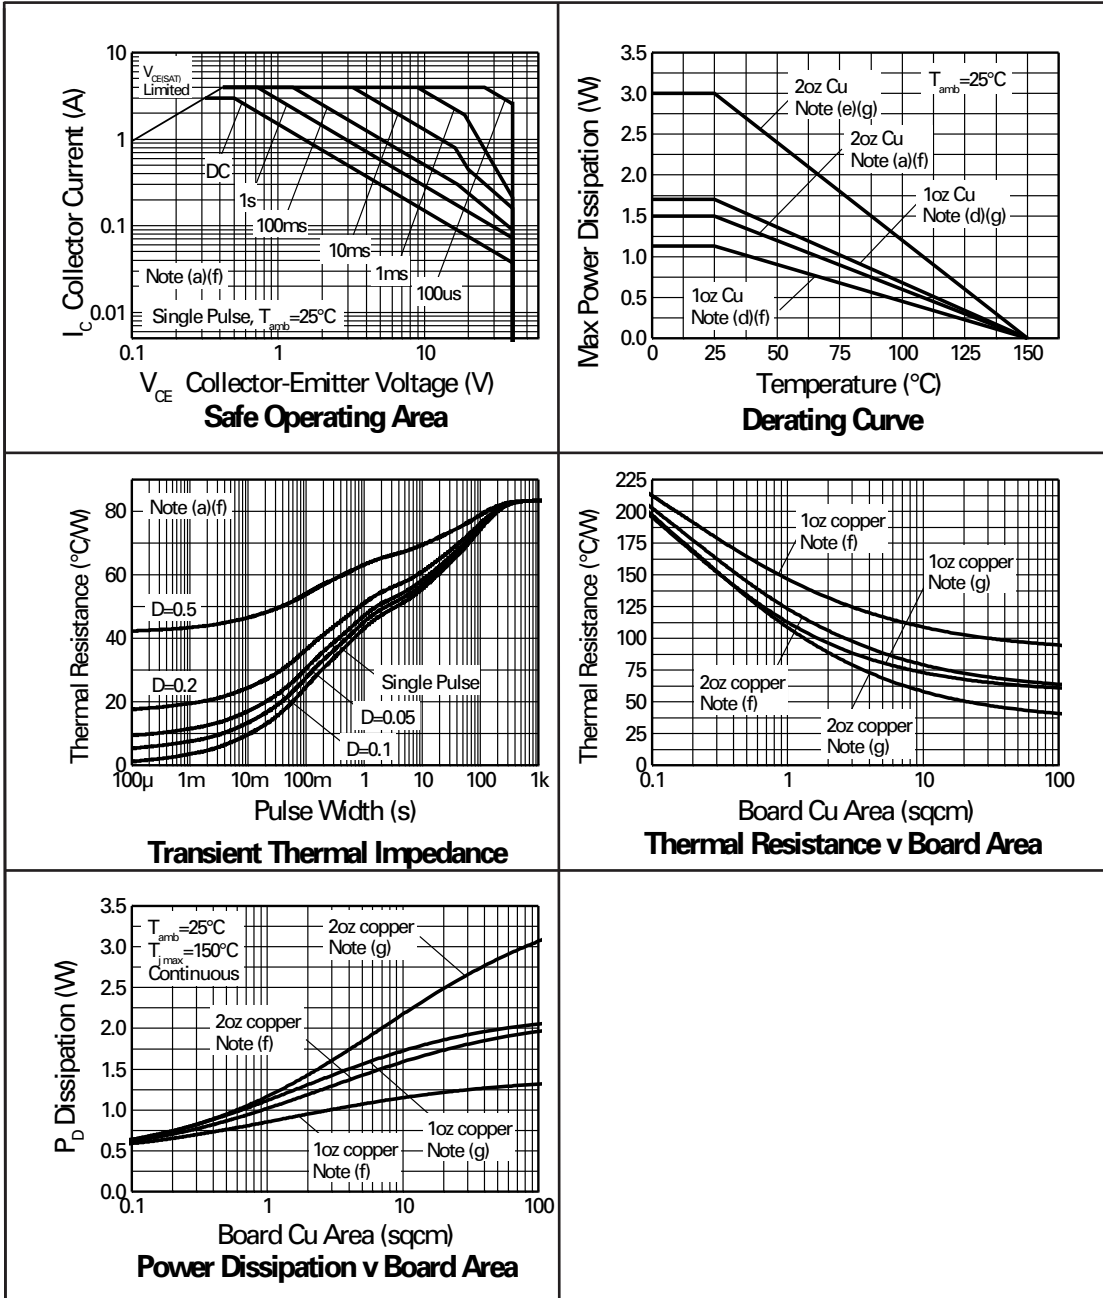 10
1
0.1
0.01
I_C Collector Current (A)
V_CE(SAT)
Limited
DC
1s
100ms
10ms
1ms
100us
Note (a)(f)
Single Pulse, T_amb=25°C
0.1 1 10
V_CE Collector-Emitter Voltage (V)
Safe Operating Area
3.5
3.0
2.5
2.0
1.5
1.0
0.5
0.0
Max Power Dissipation (W)
2oz Cu
Note (e)(g)
T_amb=25°C
2oz Cu
Note (a)(f)
1oz Cu
Note (d)(g)
1oz Cu
Note (d)(f)
0 25 50 75 100 125 150
Temperature (°C)
Derating Curve
80
60
40
20
0
Thermal Resistance (°C/W)
Note (a)(f)
D=0.5
D=0.2
Single Pulse
D=0.05
D=0.1
100µ 1m 10m 100m 1 10 100 1k
Pulse Width (s)
Transient Thermal Impedance
225
200
175
150
125
100
75
50
25
0
Thermal Resistance (°C/W)
1oz copper
Note (f)
1oz copper
Note (g)
2oz copper
Note (f)
2oz copper
Note (g)
0.1 1 10 100
Board Cu Area (sqcm)
Thermal Resistance v Board Area
3.5
3.0
2.5
2.0
1.5
1.0
0.5
0.0
P_D Dissipation (W)
T_amb=25°C
T_j max=150°C
Continuous
2oz copper
Note (g)
2oz copper
Note (f)
1oz copper
Note (g)
1oz copper
Note (f)
0.1 1 10 100
Board Cu Area (sqcm)
Power Dissipation v Board Area